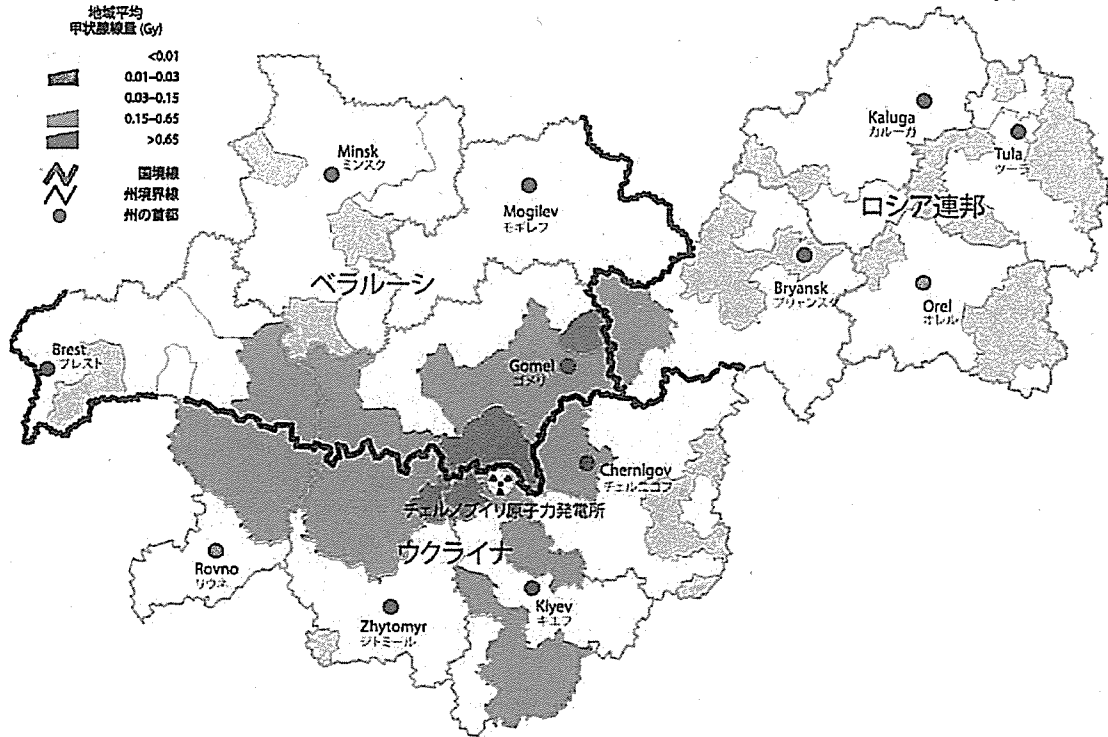 地域平均
甲状腺線量 (Gy)
<0.01
0.01–0.03
0.03–0.15
0.15–0.65
>0.65
国境線
州境界線
州の首都
Minsk
ミンスク
Mogilev
モギレフ
Kaluga
カルーガ
Tula
ツーラ
ロシア連邦
ベラルーシ
Bryansk
ブリャンスク
Orel
オレル
Brest
ブレスト
Gomel
ゴメリ
Chernigov
チェルニゴフ
チェルノブイリ原子力発電所
ウクライナ
Rovno
リウネ
Zhytomyr
ジトミール
Kiyev
キエフ